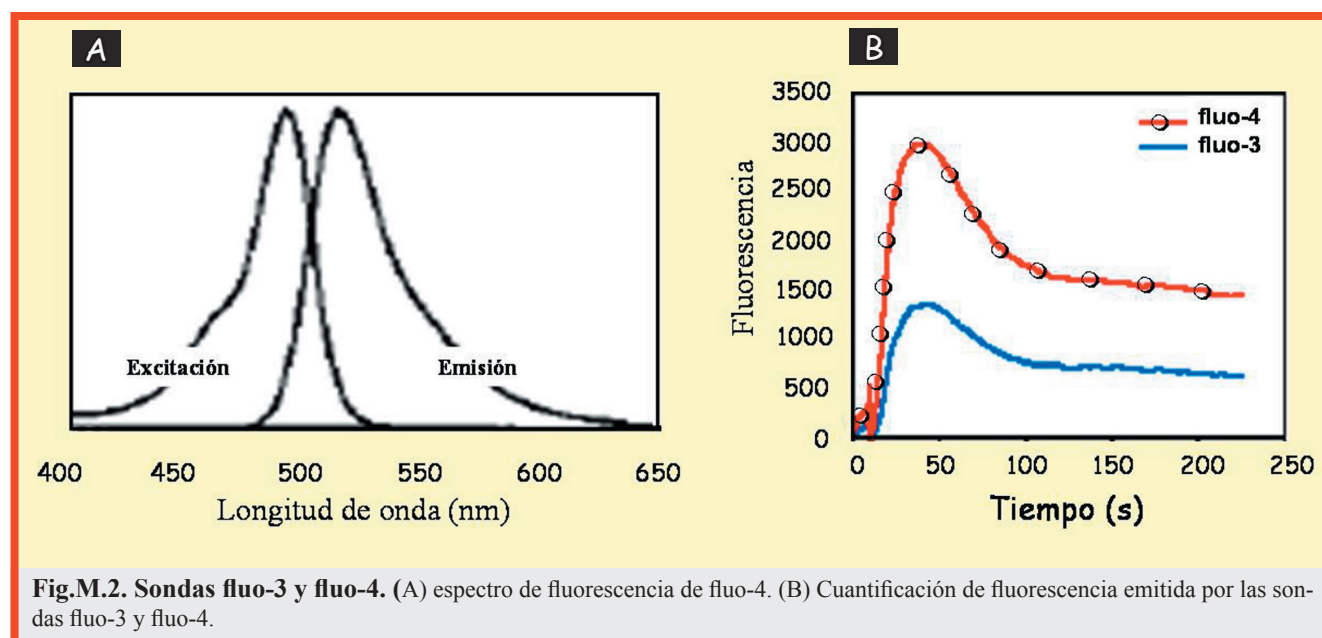 A
Excitación
Emisión
400 450 500 550 600 650
Longitud de onda (nm)
B
3500
3000
2500
2000
1500
1000
500
0
Fluorescencia
fluo-4
fluo-3
0 50 100 150 200 250
Tiempo (s)
Fig.M.2. Sondas fluo-3 y fluo-4. (A) espectro de fluorescencia de fluo-4. (B) Cuantificación de fluorescencia emitida por las son-
das fluo-3 y fluo-4.